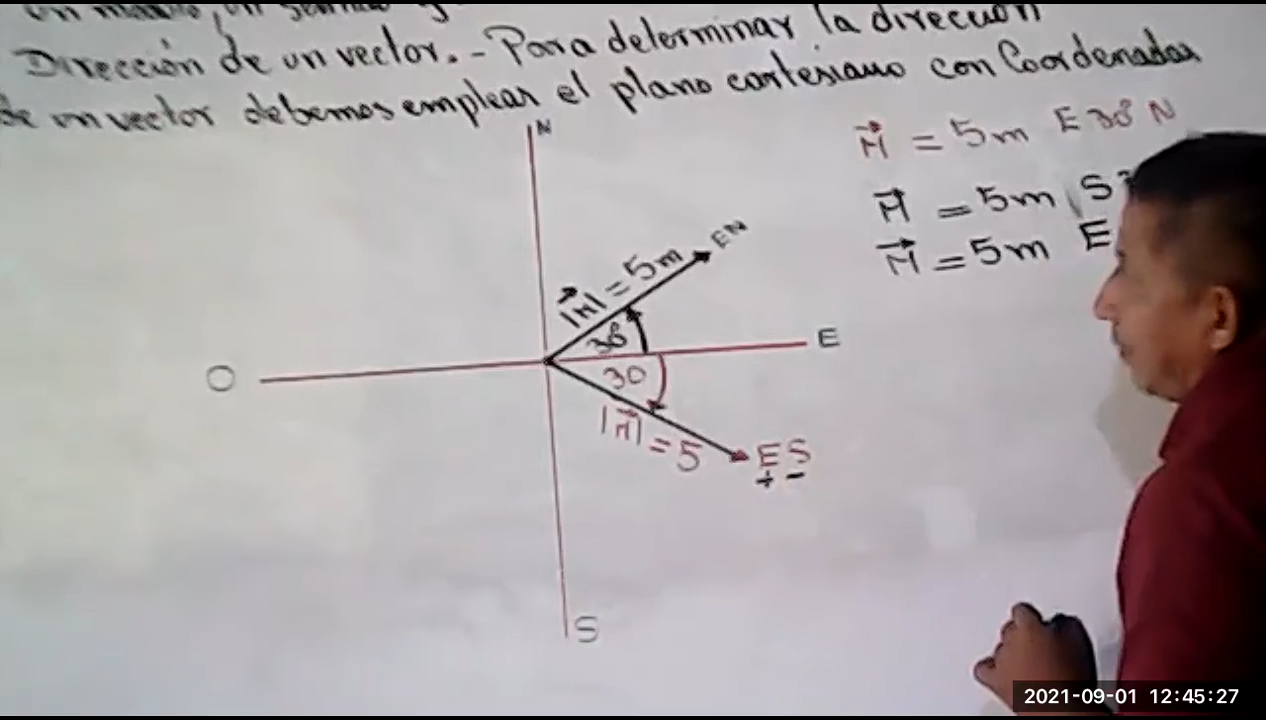 Dirección de un vector. - Para determinar la dirección
de un vector debemos emplear el plano cartesiano con Coordenadas
N
M = 5m E 30° N
M = 5m S
M = 5m E
EN
|M| = 5m
30°
E
O
30
|M| = 5
ES
+ -
S
2021-09-01 12:45:27